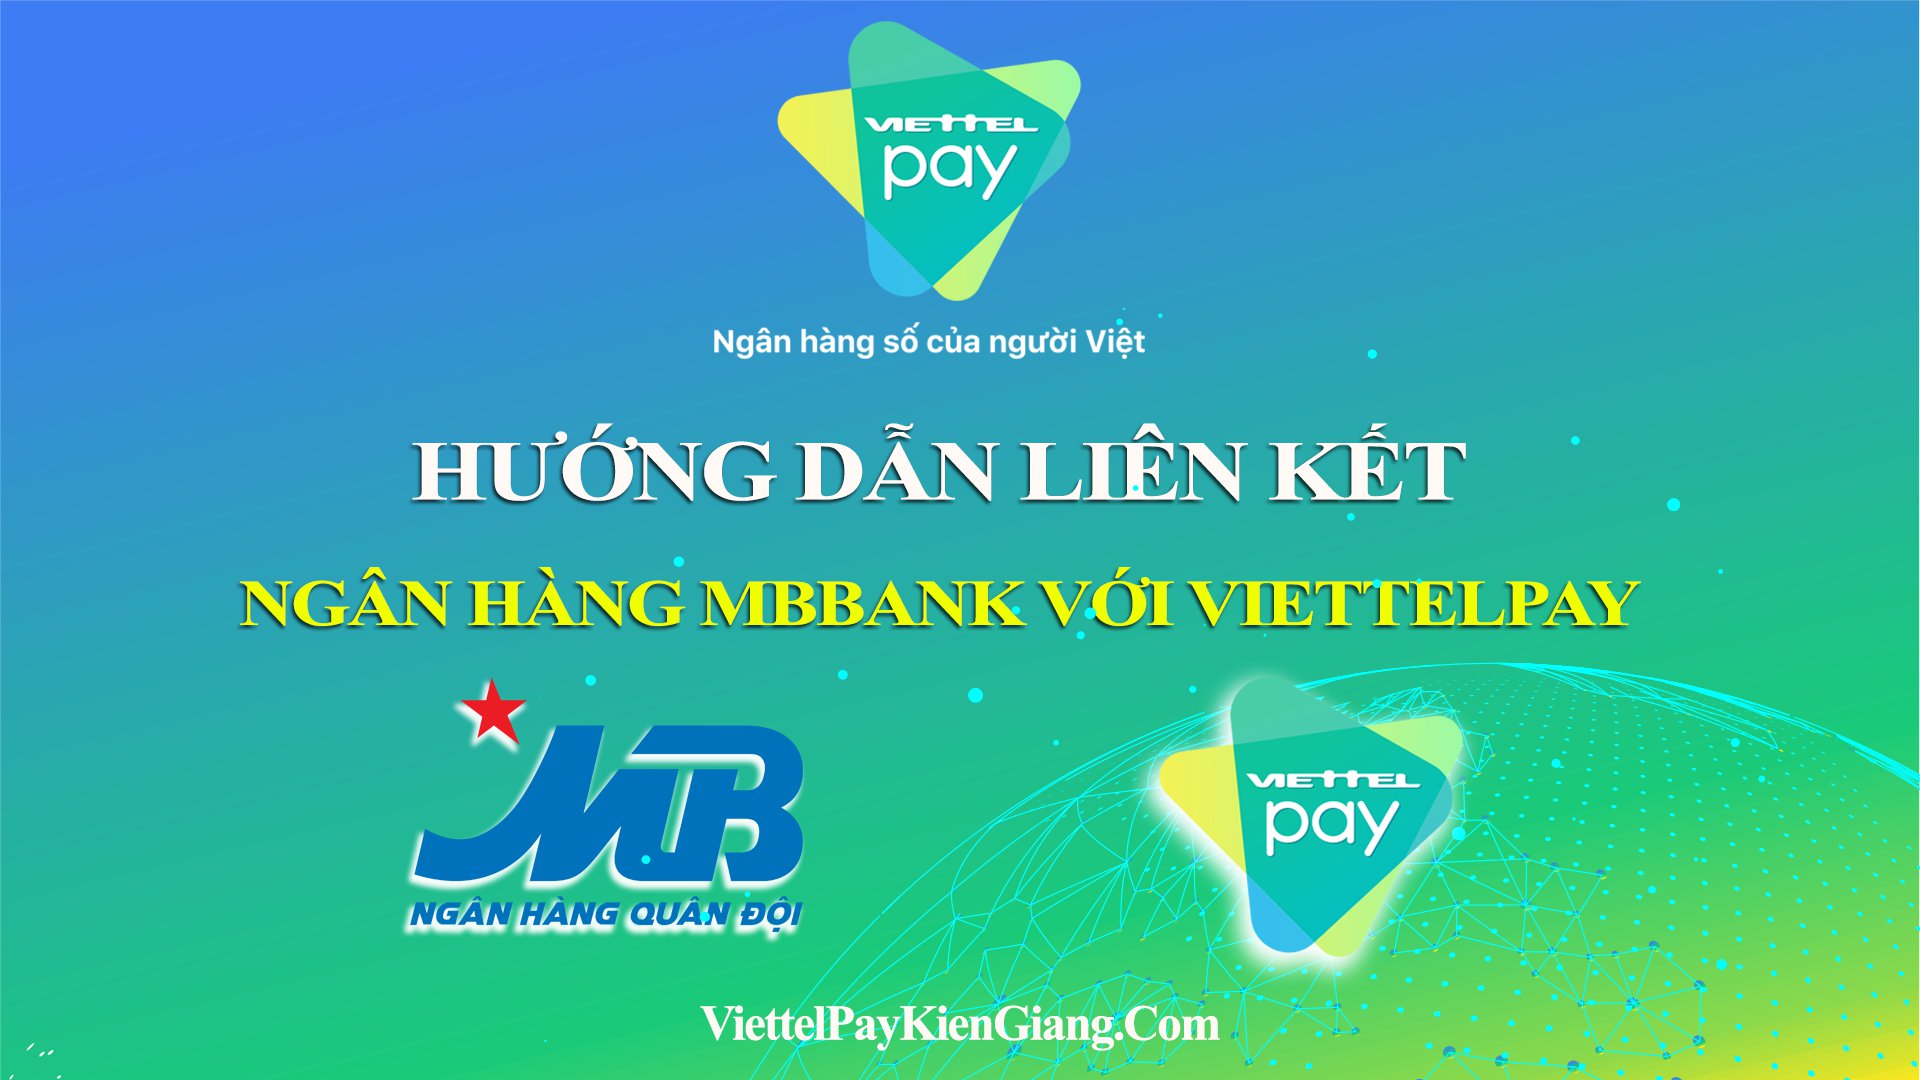 VIETTEL
pay
Ngân hàng số của người Việt
HƯỚNG DẪN LIÊN KẾT
NGÂN HÀNG MBBANK VỚI VIETTELPAY
MB
NGÂN HÀNG QUÂN ĐỘI
VIETTEL
pay
ViettelPayKienGiang.Com